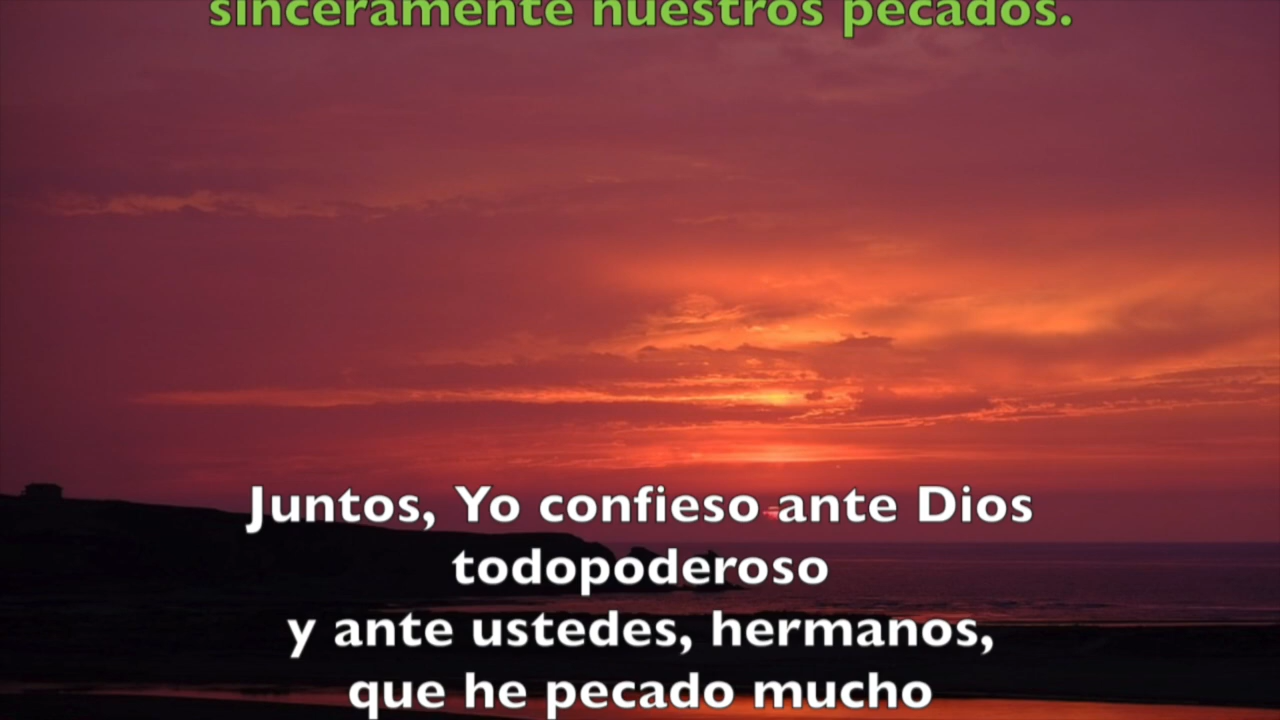 sinceramente nuestros pecados.
Juntos, Yo confieso ante Dios
todopoderoso
y ante ustedes, hermanos,
que he pecado mucho